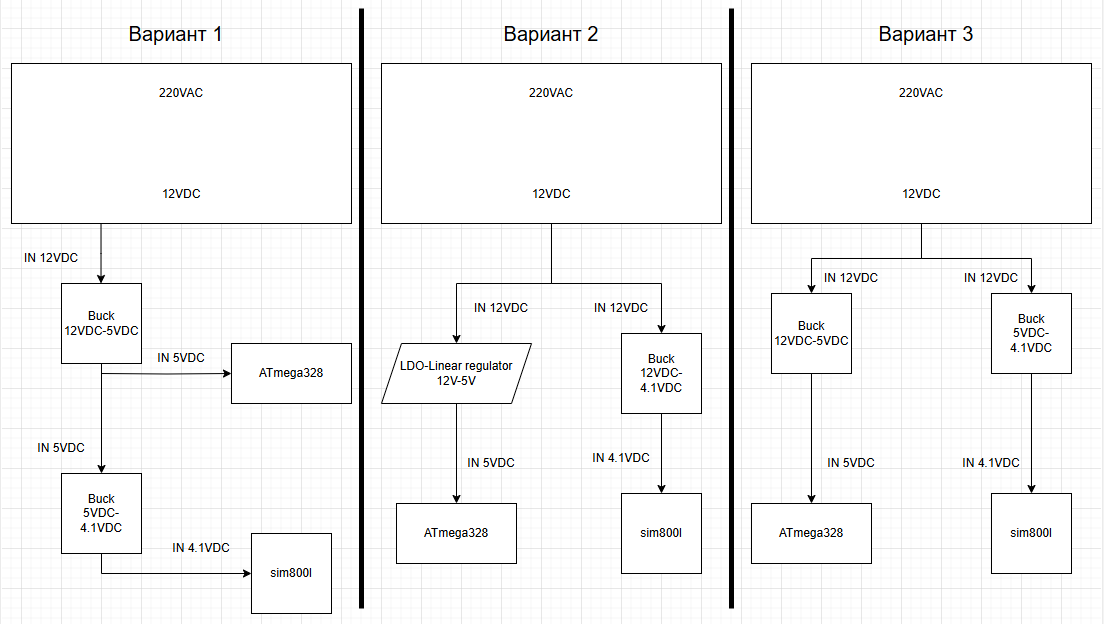 Вариант 1
220VAC
12VDC
IN 12VDC
Buck
12VDC-5VDC
IN 5VDC
ATmega328
IN 5VDC
Buck
5VDC-
4.1VDC
IN 4.1VDC
sim800l
Вариант 2
220VAC
12VDC
IN 12VDC
IN 12VDC
LDO-Linear regulator
12V-5V
Buck
12VDC-
4.1VDC
IN 5VDC
IN 4.1VDC
ATmega328
sim800l
Вариант 3
220VAC
12VDC
IN 12VDC
IN 12VDC
Buck
12VDC-5VDC
Buck
5VDC-
4.1VDC
IN 5VDC
IN 4.1VDC
ATmega328
sim800l